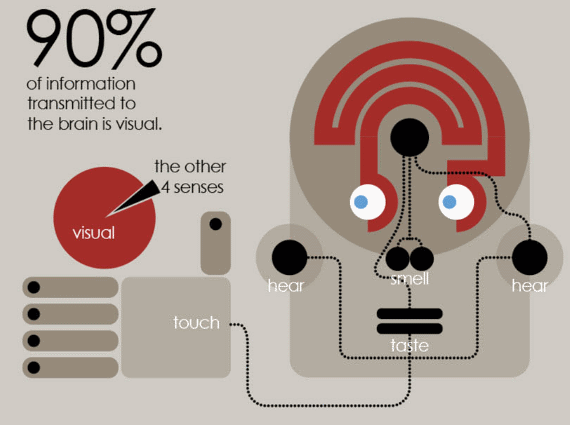 90%
of information
transmitted to
the brain is visual.
the other
4 senses
visual
touch
hear
smell
hear
taste